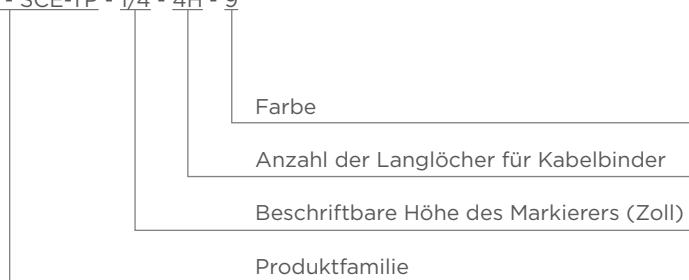 - SCE-TP - 1/4 - 4H - 9
Farbe
Anzahl der Langlöcher für Kabelbinder
Beschriftbare Höhe des Markierers (Zoll)
Produktfamilie